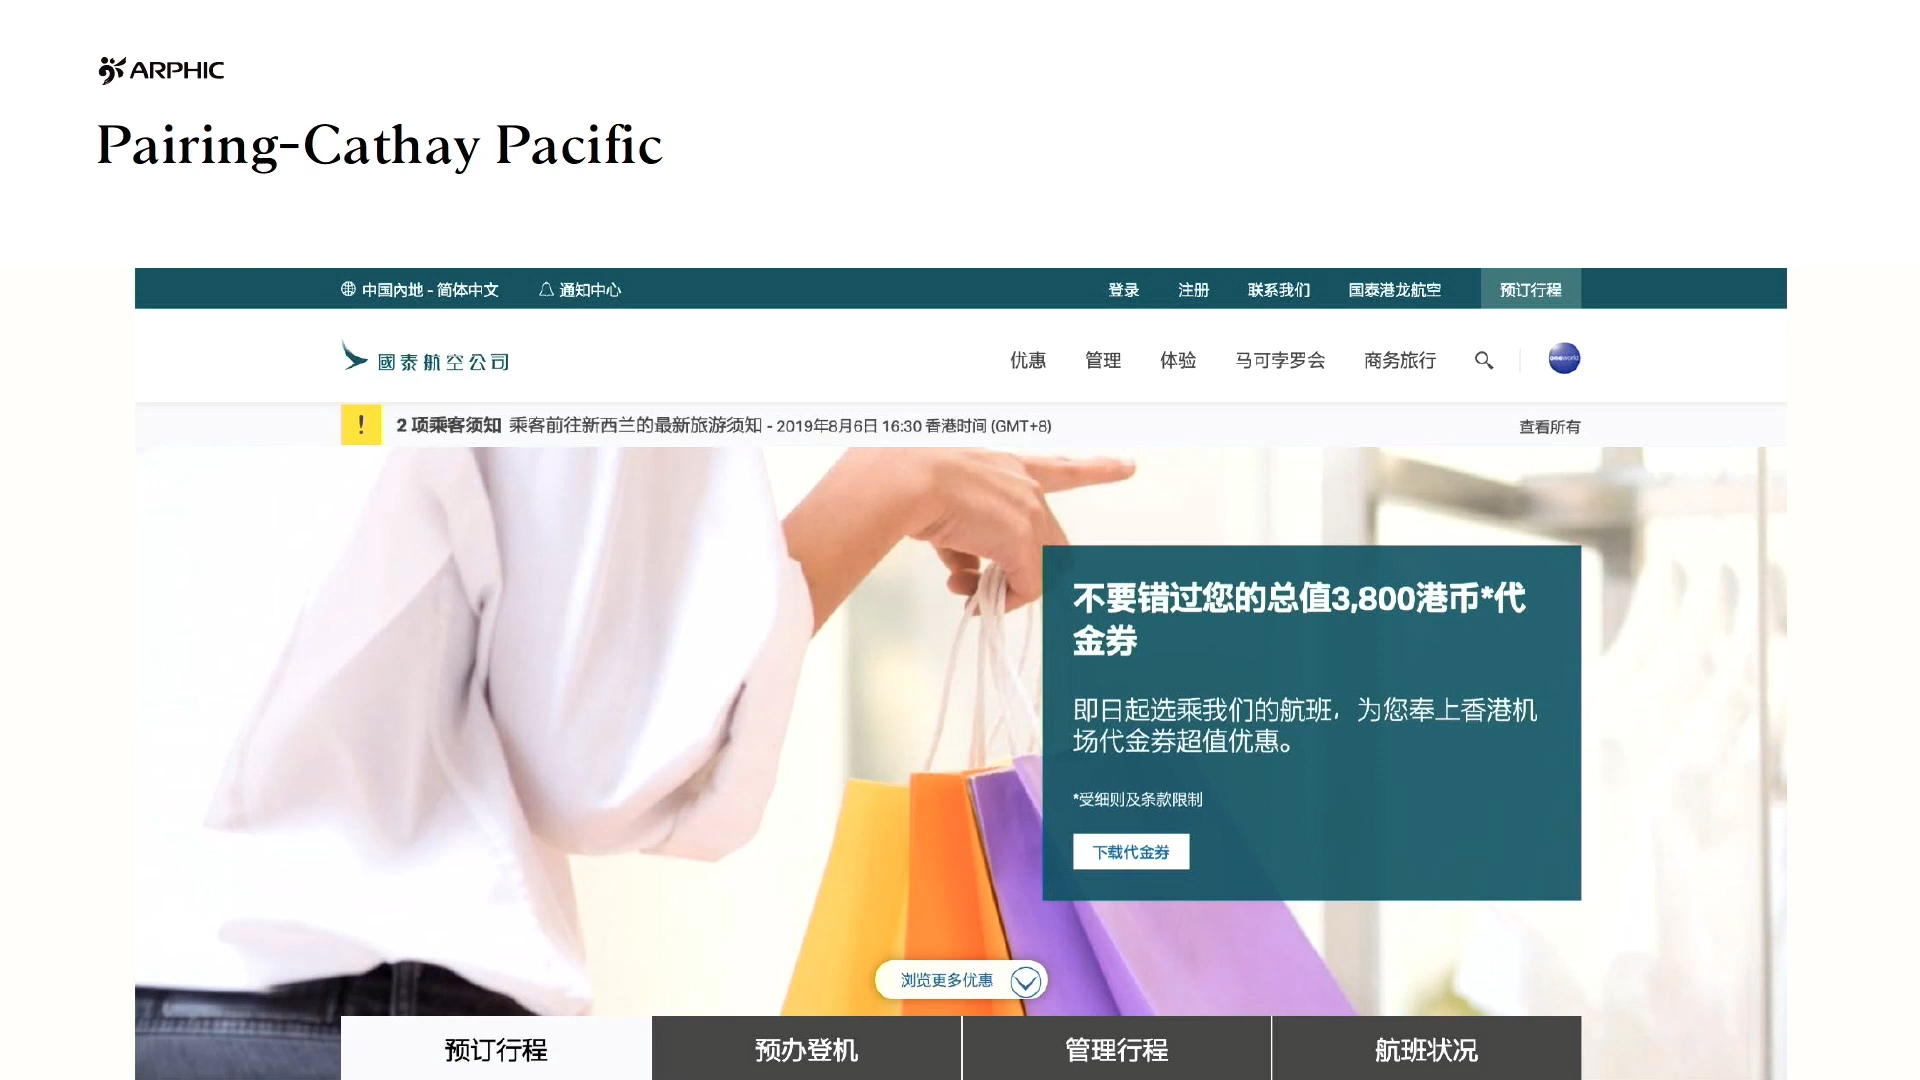 ARPHIC
Pairing-Cathay Pacific
中国內地 - 简体中文 通知中心 登录 注册 联系我们 国泰港龙航空 预订行程
國泰航空公司 优惠 管理 体验 马可孛罗会 商务旅行 oneworld
! 2 项乘客须知 乘客前往新西兰的最新旅游须知 - 2019年8月6日 16:30 香港时间 (GMT+8) 查看所有
不要错过您的总值3,800港币*代
金券
即日起选乘我们的航班，为您奉上香港机
场代金券超值优惠。
*受细则及条款限制
下载代金券
浏览更多优惠
预订行程 预办登机 管理行程 航班状况